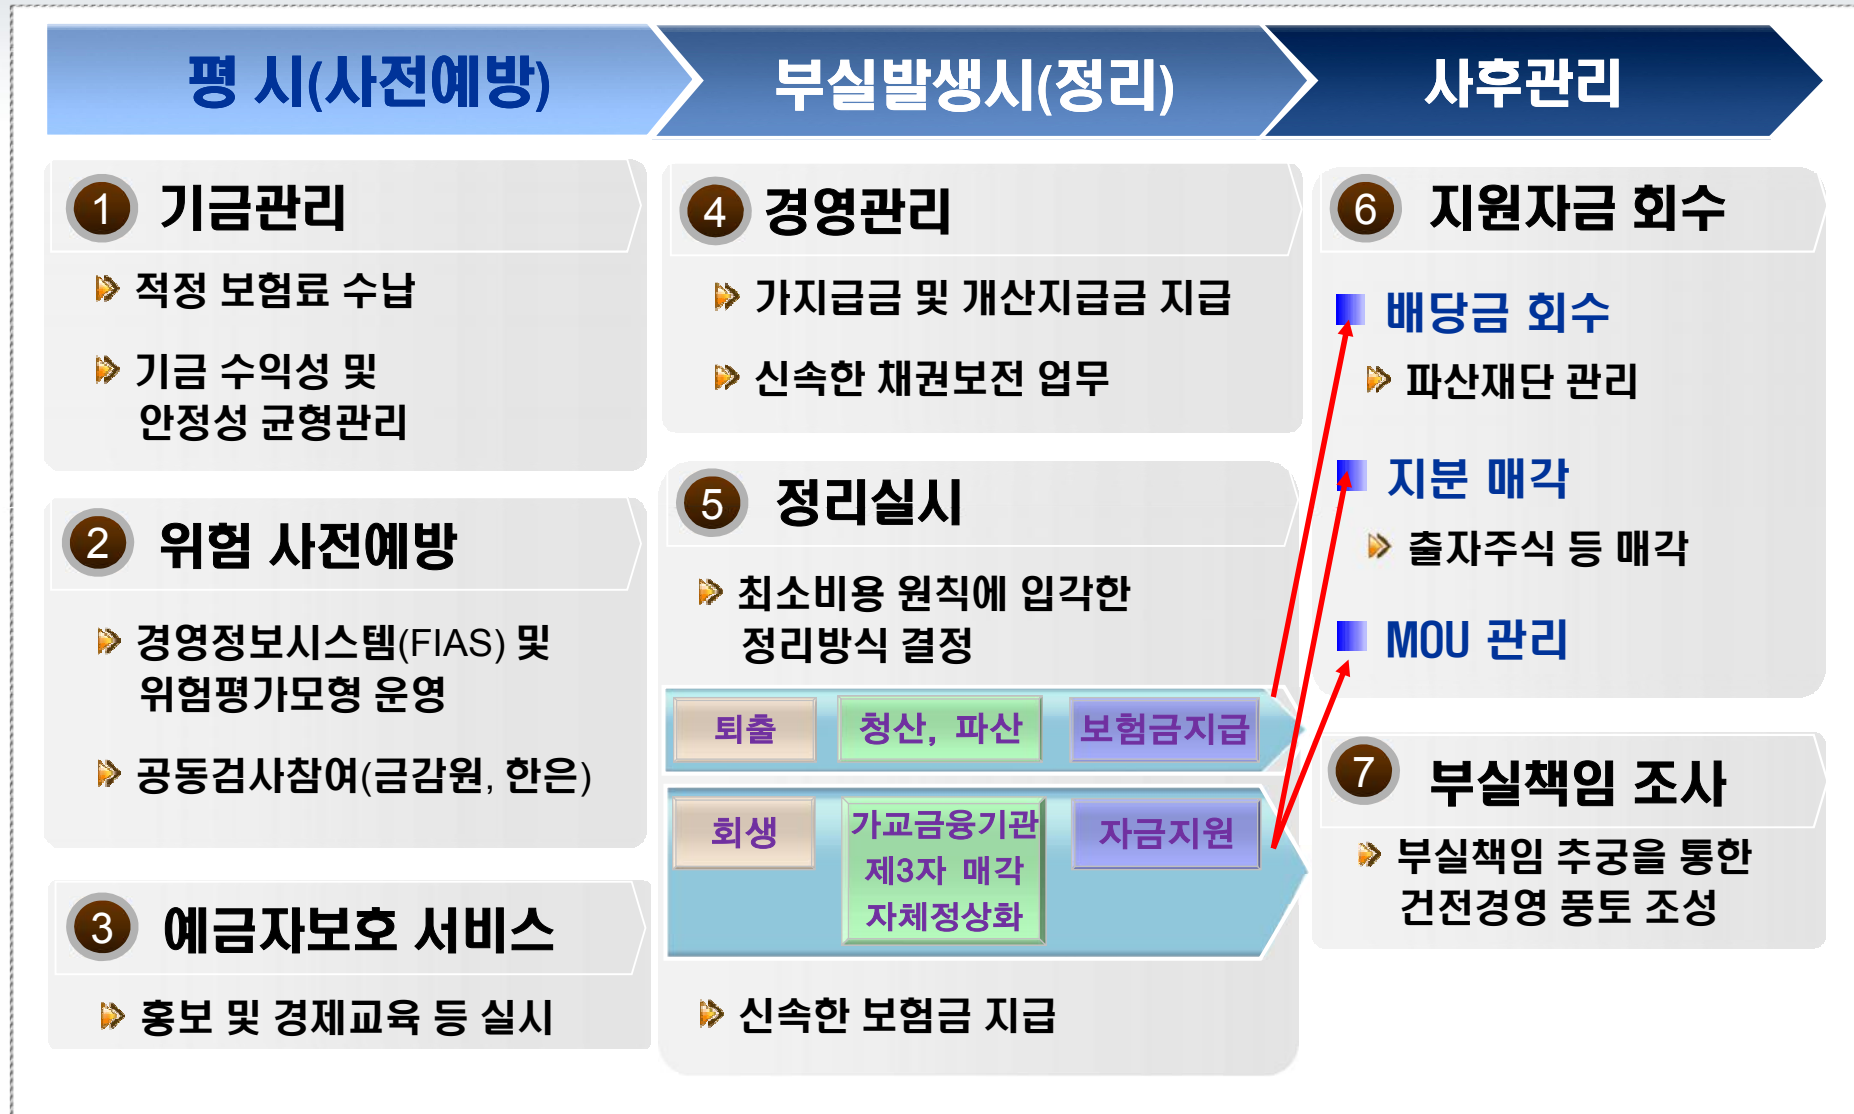 평 시(사전예방)
부실발생시(정리)
사후관리
1 기금관리
적정 보험료 수납
기금 수익성 및
안정성 균형관리
2 위험 사전예방
경영정보시스템(FIAS) 및
위험평가모형 운영
공동검사참여(금감원, 한은)
3 예금자보호 서비스
홍보 및 경제교육 등 실시
4 경영관리
가지급금 및 개산지급금 지급
신속한 채권보전 업무
5 정리실시
최소비용 원칙에 입각한
정리방식 결정
퇴출
청산, 파산
보험금지급
회생
가교금융기관
제3자 매각
자체정상화
자금지원
신속한 보험금 지급
6 지원자금 회수
배당금 회수
파산재단 관리
지분 매각
출자주식 등 매각
MOU 관리
7 부실책임 조사
부실책임 추궁을 통한
건전경영 풍토 조성